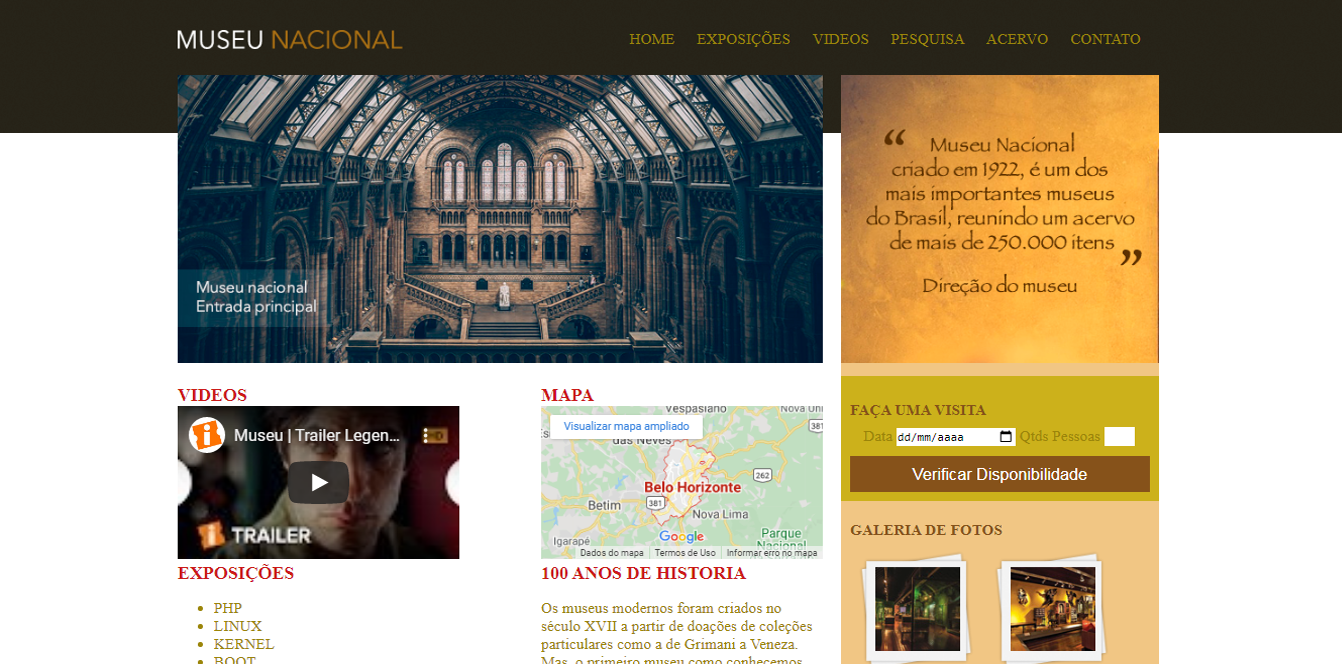 MUSEU NACIONAL
HOME EXPOSIÇÕES VIDEOS PESQUISA ACERVO CONTATO
Museu nacional
Entrada principal
“ Museu Nacional
criado em 1922, é um dos
mais importantes museus
do Brasil, reunindo um acervo
de mais de 250.000 itens ”
Direção do museu
VIDEOS
Museu | Trailer Legen...
TRAILER
EXPOSIÇÕES
PHP
LINUX
KERNEL
BOOT
MAPA
Vespasiano
Nova Uni
Visualizar mapa ampliado
das Neves
381
262
Belo Horizonte
381
Betim
Nova Lima
Igarapé
Google
Parque
Nacional
Dados do mapa
Termos de Uso
Informar erro no mapa
100 ANOS DE HISTORIA
Os museus modernos foram criados no
século XVII a partir de doações de coleções
particulares como a de Grimani a Veneza.
Mas, o primeiro museu como conhecemos
FAÇA UMA VISITA
Data dd/mm/aaaa Qtds Pessoas
Verificar Disponibilidade
GALERIA DE FOTOS